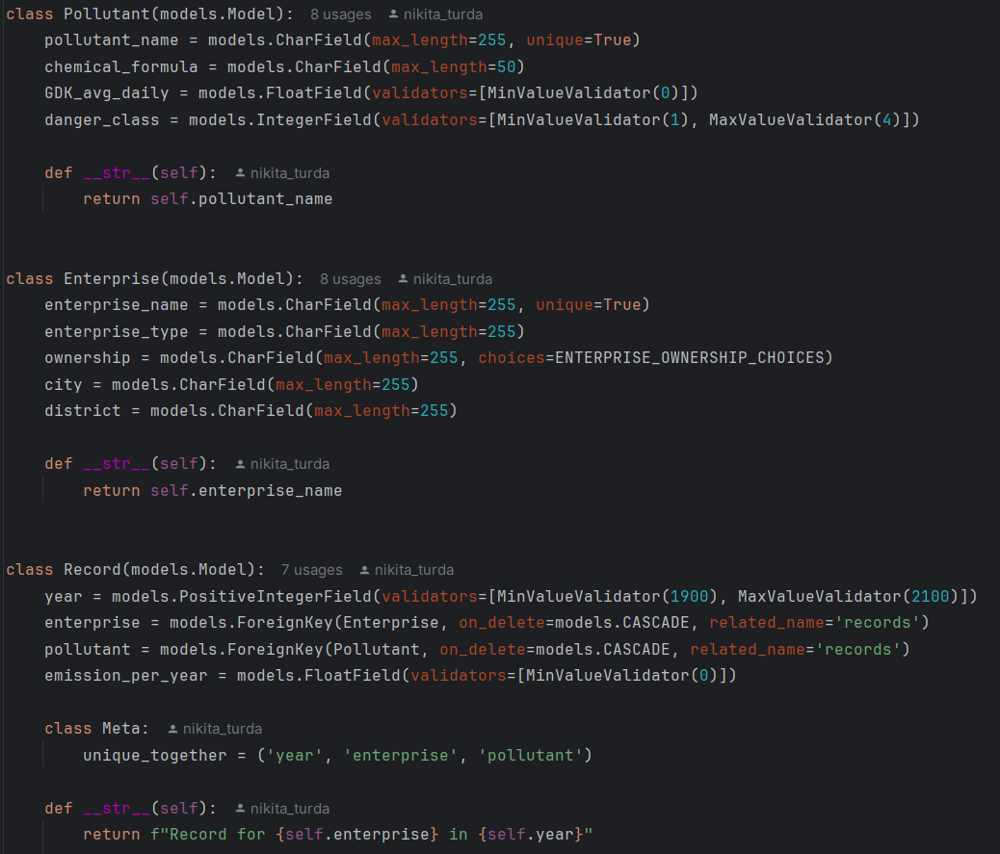 class Pollutant(models.Model):  8 usages  nikita_turda
    pollutant_name = models.CharField(max_length=255, unique=True)
    chemical_formula = models.CharField(max_length=50)
    GDK_avg_daily = models.FloatField(validators=[MinValueValidator(0)])
    danger_class = models.IntegerField(validators=[MinValueValidator(1), MaxValueValidator(4)])
    def __str__(self):  nikita_turda
        return self.pollutant_name
class Enterprise(models.Model):  8 usages  nikita_turda
    enterprise_name = models.CharField(max_length=255, unique=True)
    enterprise_type = models.CharField(max_length=255)
    ownership = models.CharField(max_length=255, choices=ENTERPRISE_OWNERSHIP_CHOICES)
    city = models.CharField(max_length=255)
    district = models.CharField(max_length=255)
    def __str__(self):  nikita_turda
        return self.enterprise_name
class Record(models.Model):  7 usages  nikita_turda
    year = models.PositiveIntegerField(validators=[MinValueValidator(1900), MaxValueValidator(2100)])
    enterprise = models.ForeignKey(Enterprise, on_delete=models.CASCADE, related_name='records')
    pollutant = models.ForeignKey(Pollutant, on_delete=models.CASCADE, related_name='records')
    emission_per_year = models.FloatField(validators=[MinValueValidator(0)])
    class Meta:  nikita_turda
        unique_together = ('year', 'enterprise', 'pollutant')
    def __str__(self):  nikita_turda
        return f"Record for {self.enterprise} in {self.year}"